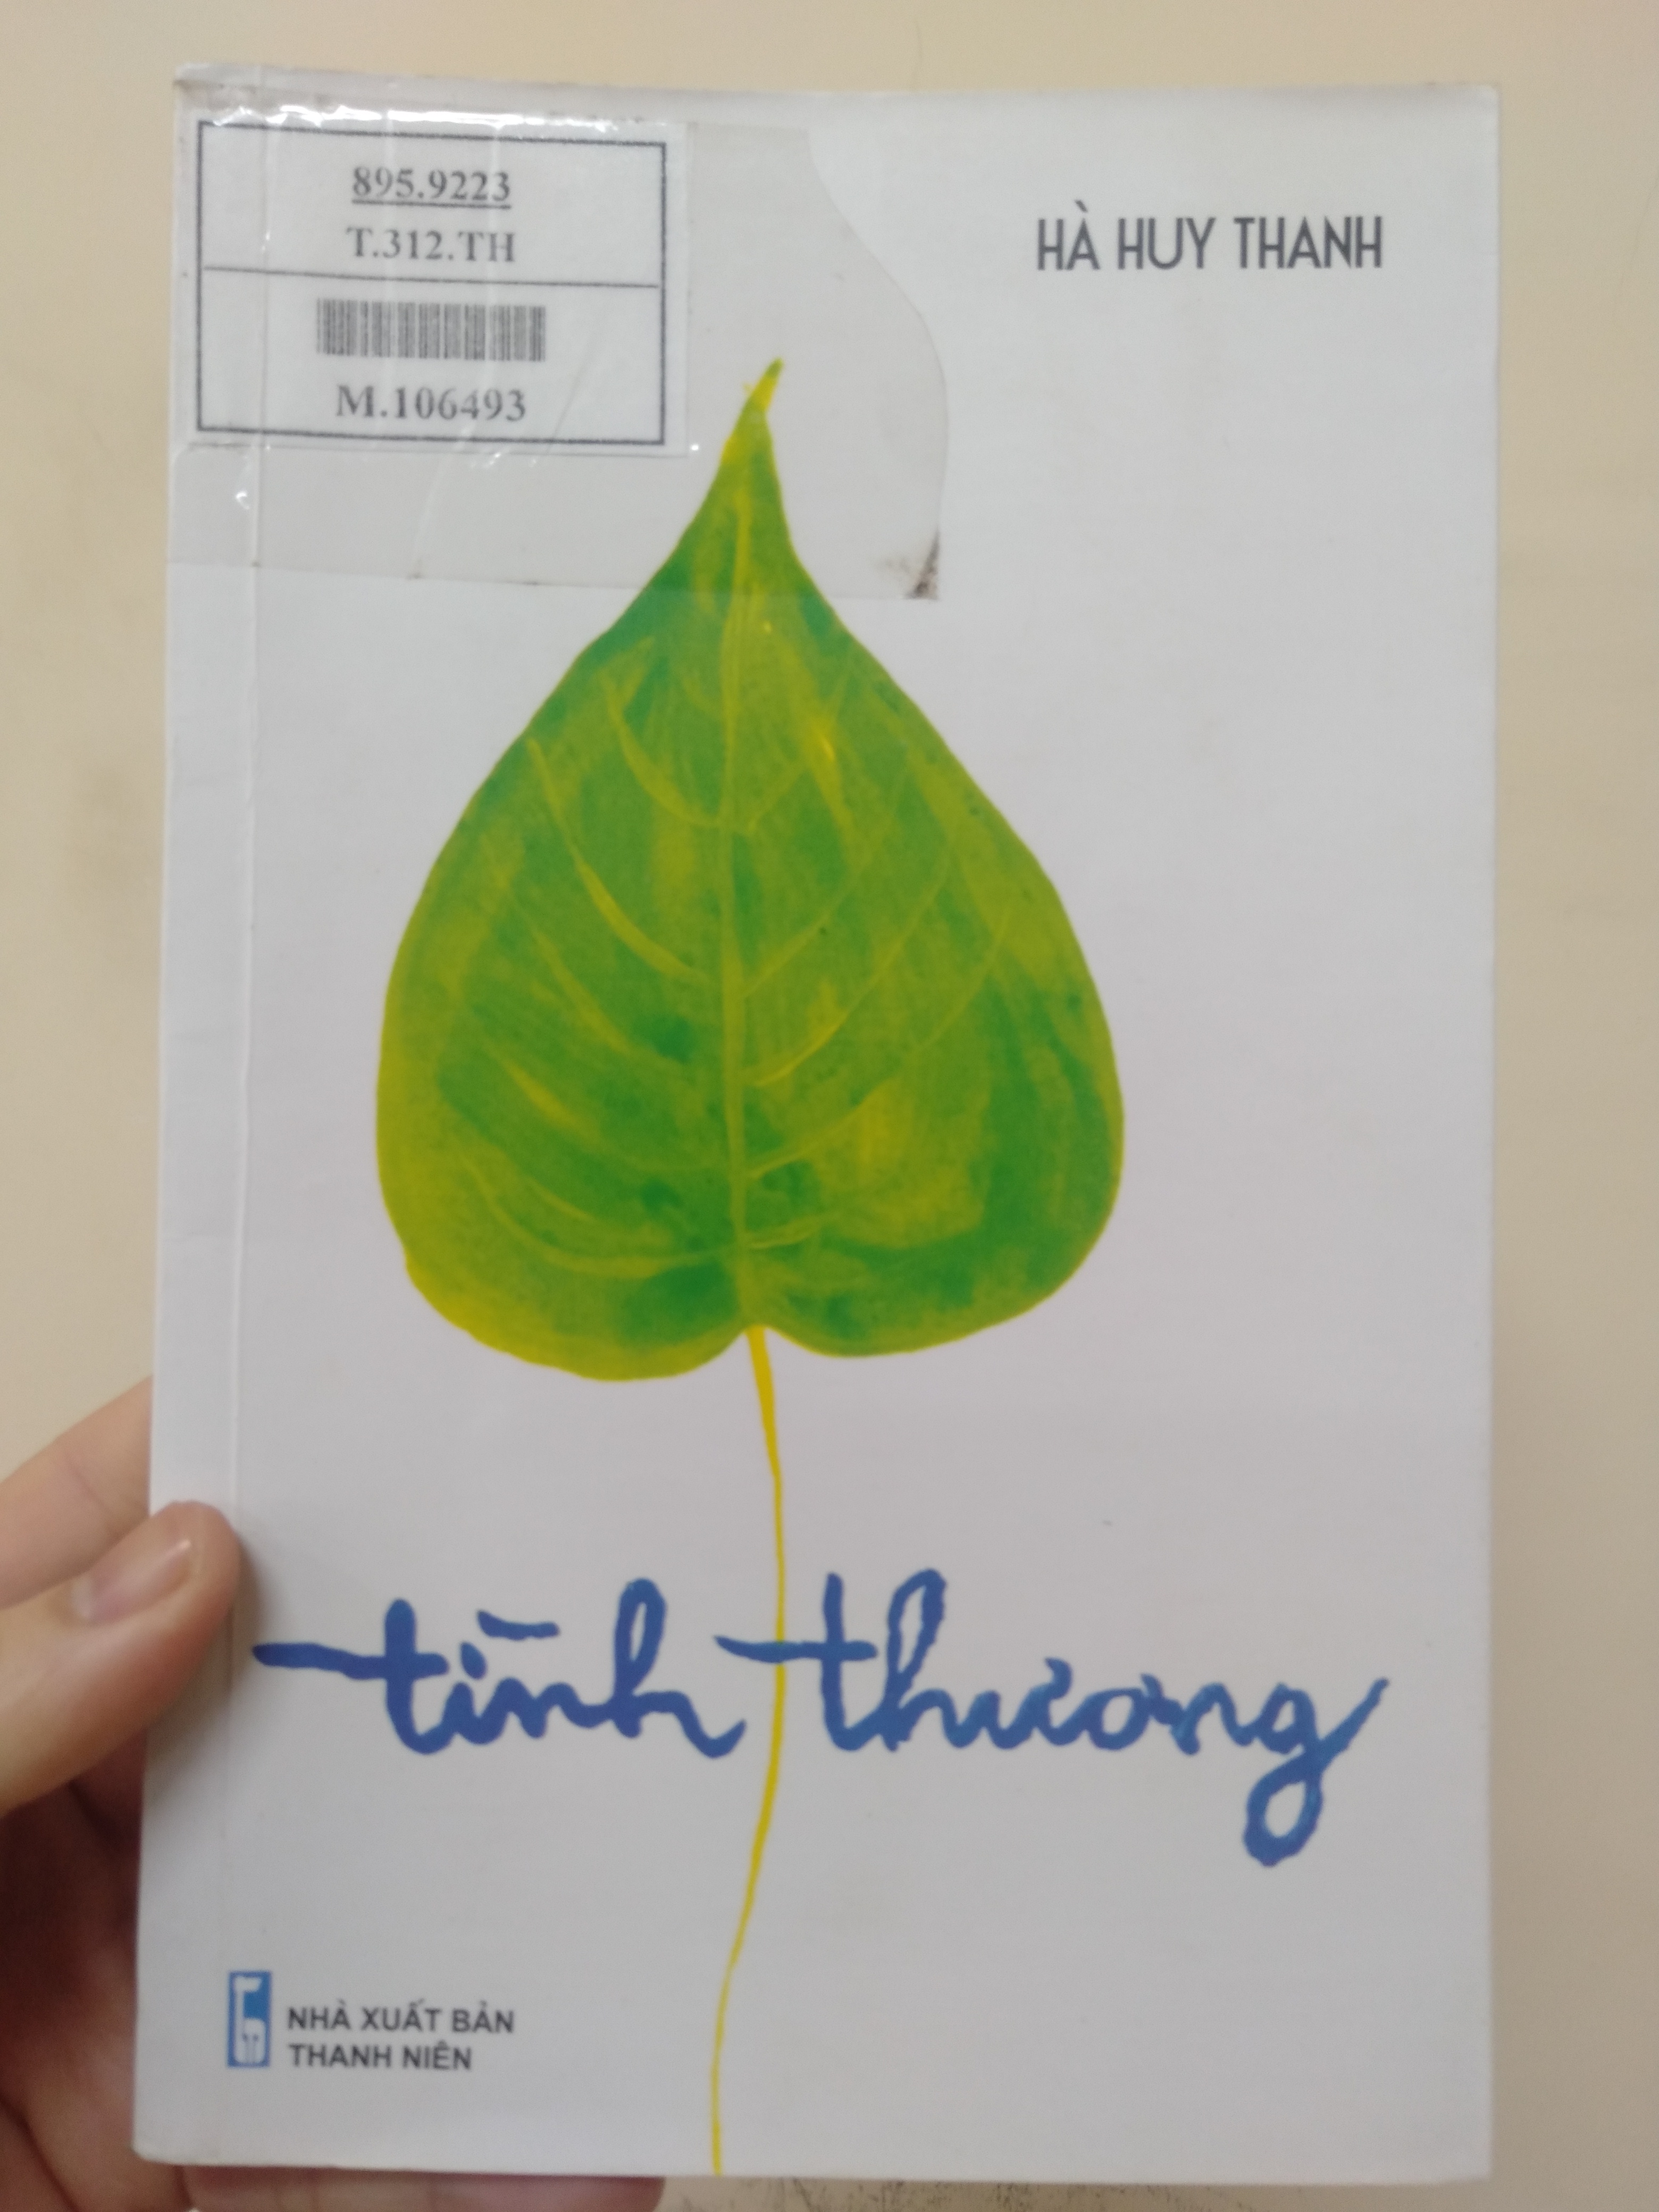 895.9223
T.312.TH
M.106493
HÀ HUY THANH
tình thương
NHÀ XUẤT BẢN
THANH NIÊN